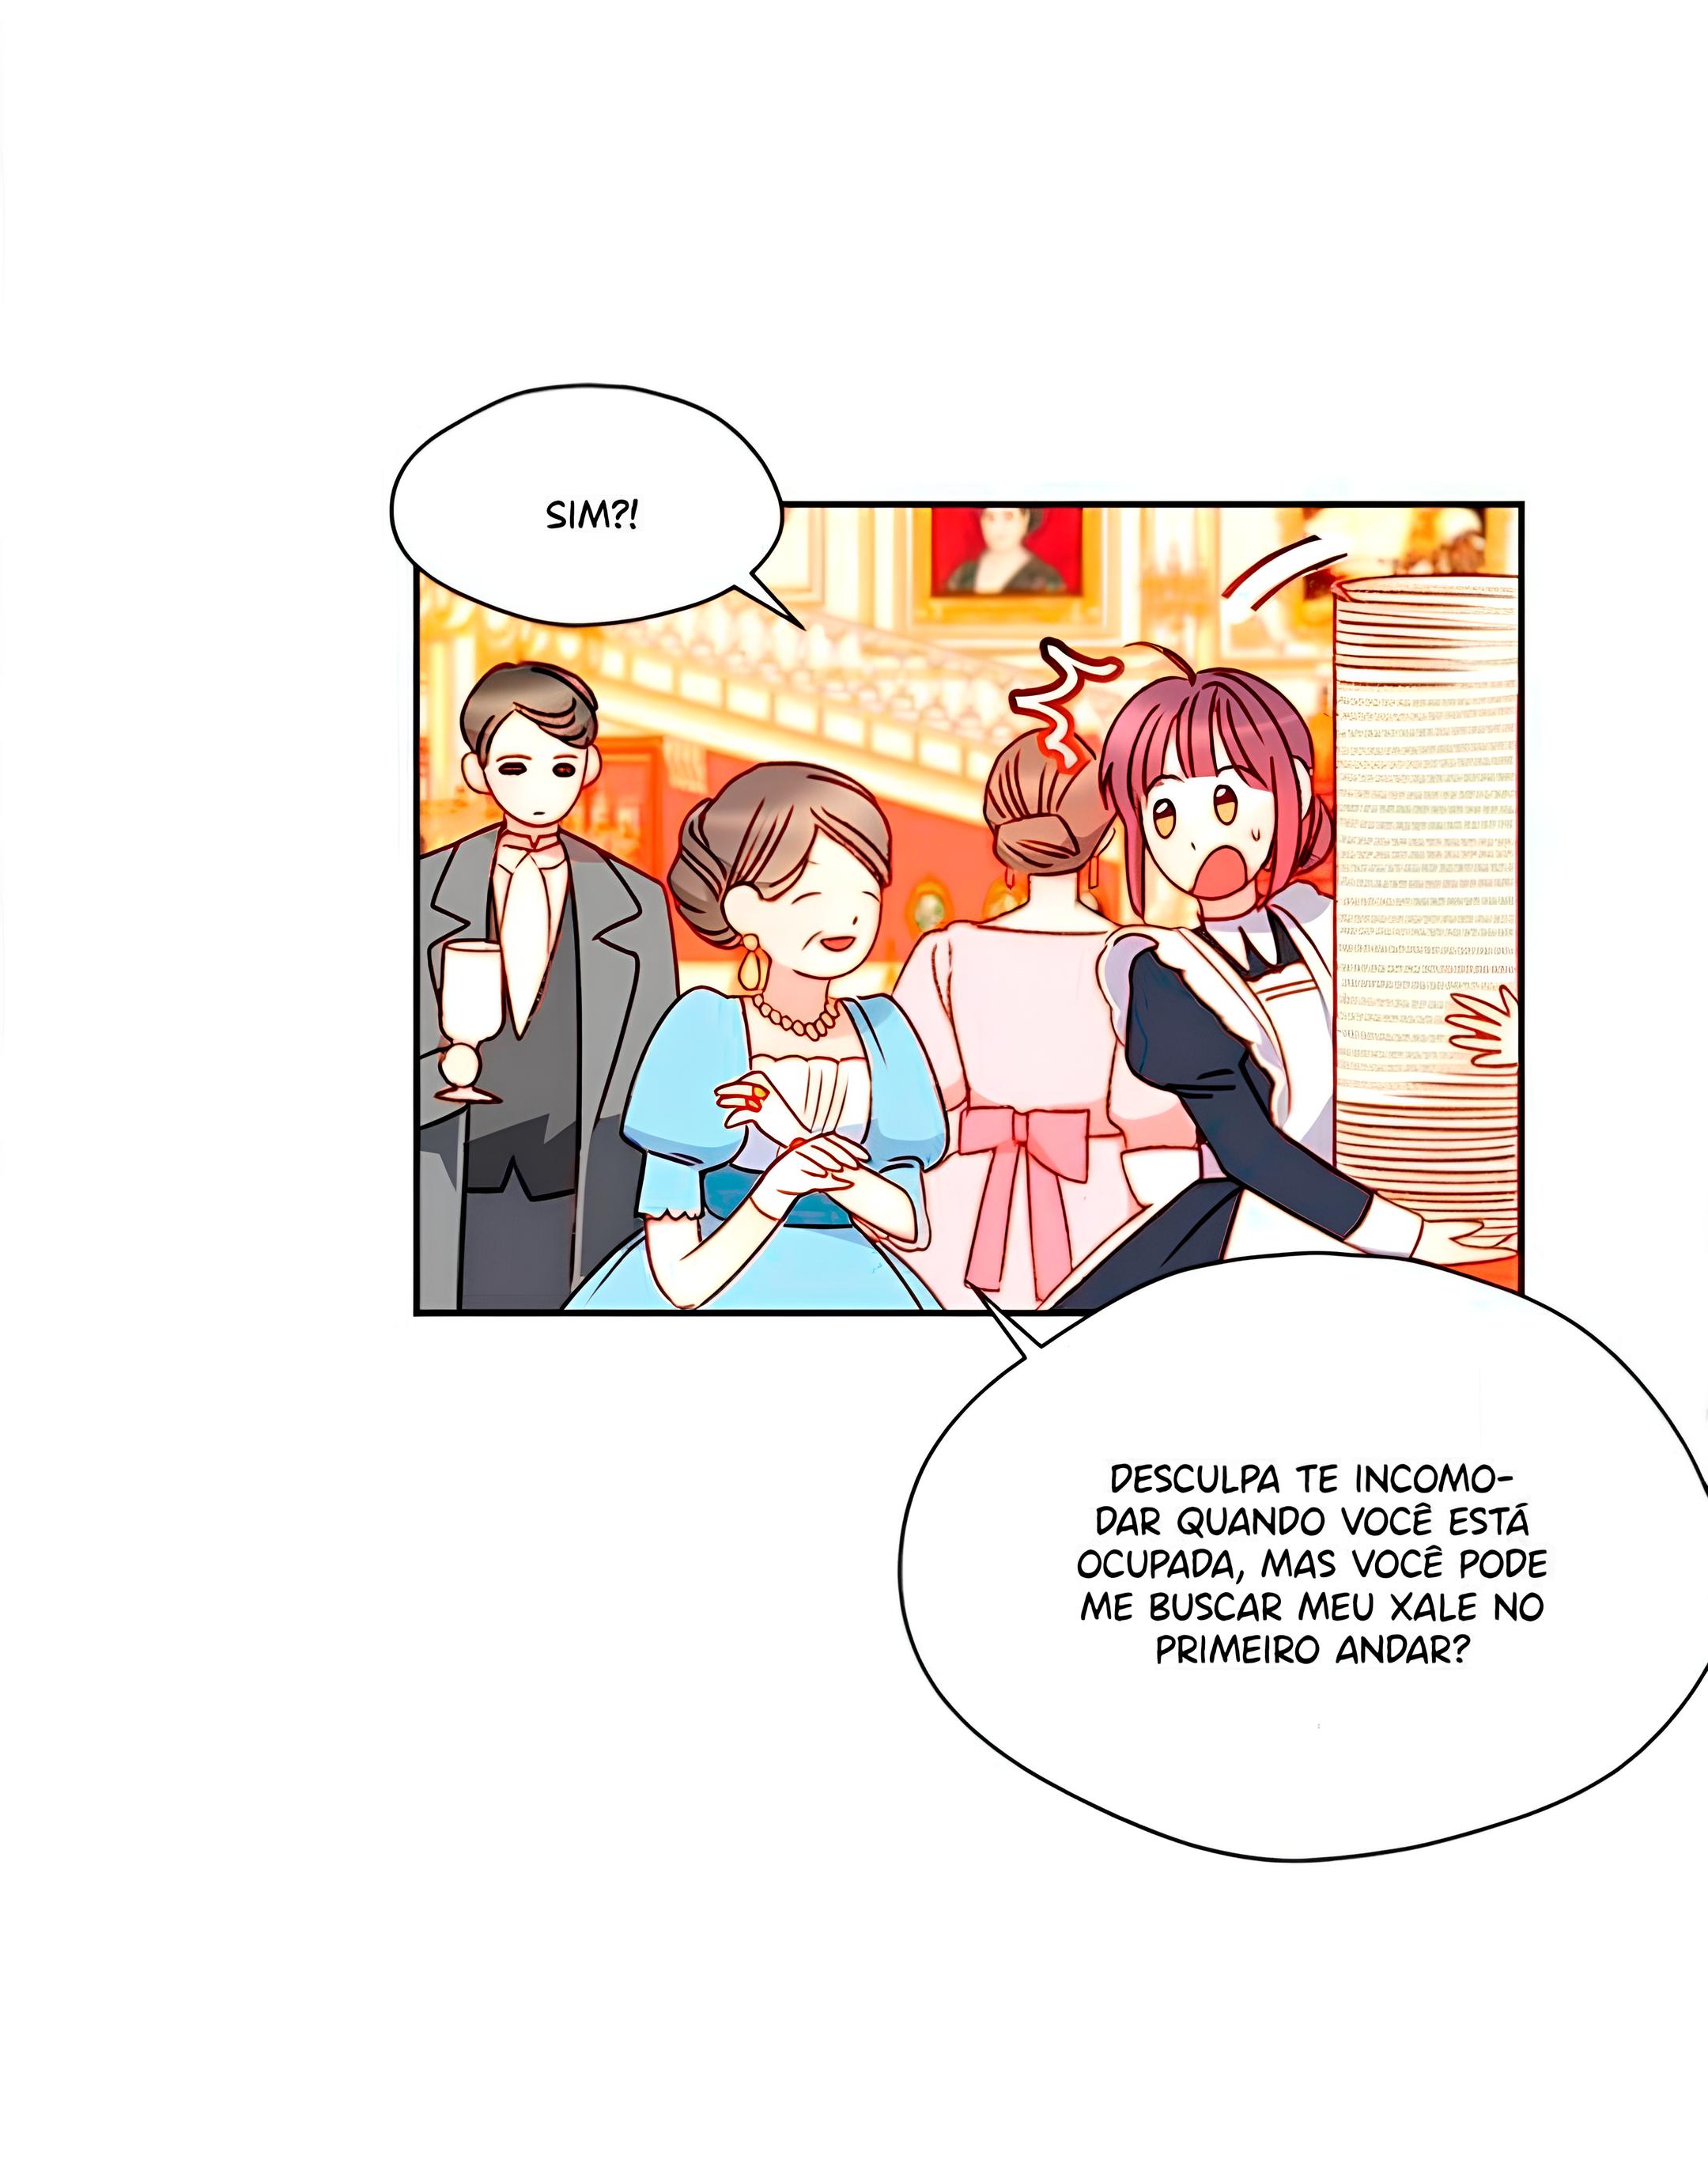 SIM?!
DESCULPA TE INCOMO-
DAR QUANDO VOCÊ ESTÁ
OCUPADA, MAS VOCÊ PODE
ME BUSCAR MEU XALE NO
PRIMEIRO ANDAR?